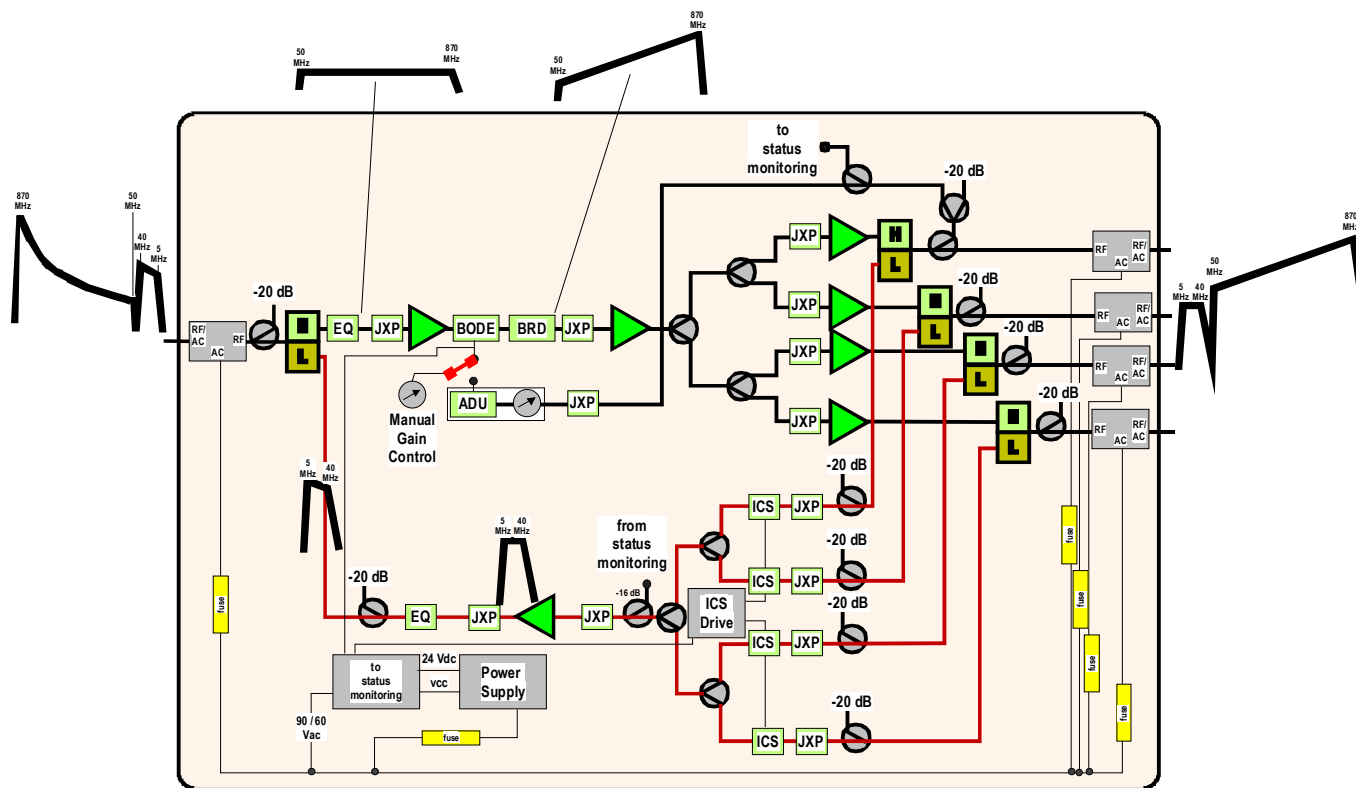 870
MHz
50
MHz
870
MHz
50
MHz
870
MHz
50
MHz
40
MHz
5
MHz
870
MHz
50
MHz
5
MHz
40
MHz
to
status
monitoring
-20 dB
-20 dB
-20 dB
-20 dB
-20 dB
RF/
AC
RF
AC
H
L
EQ
JXP
BODE
BRD
JXP
JXP
JXP
JXP
JXP
H
L
H
L
H
L
H
L
RF
RF/
AC
AC
RF
RF/
AC
AC
RF
RF/
AC
AC
RF
RF/
AC
AC
Manual
Gain
Control
ADU
JXP
5
MHz
40
MHz
5
MHz
40
MHz
from
status
monitoring
-16 dB
-20 dB
-20 dB
-20 dB
-20 dB
-20 dB
ICS
JXP
ICS
JXP
ICS
JXP
ICS
JXP
ICS
Drive
EQ
JXP
JXP
to
status
monitoring
24 Vdc
vcc
Power
Supply
90 / 60
Vac
fuse
fuse
fuse
fuse
fuse
fuse